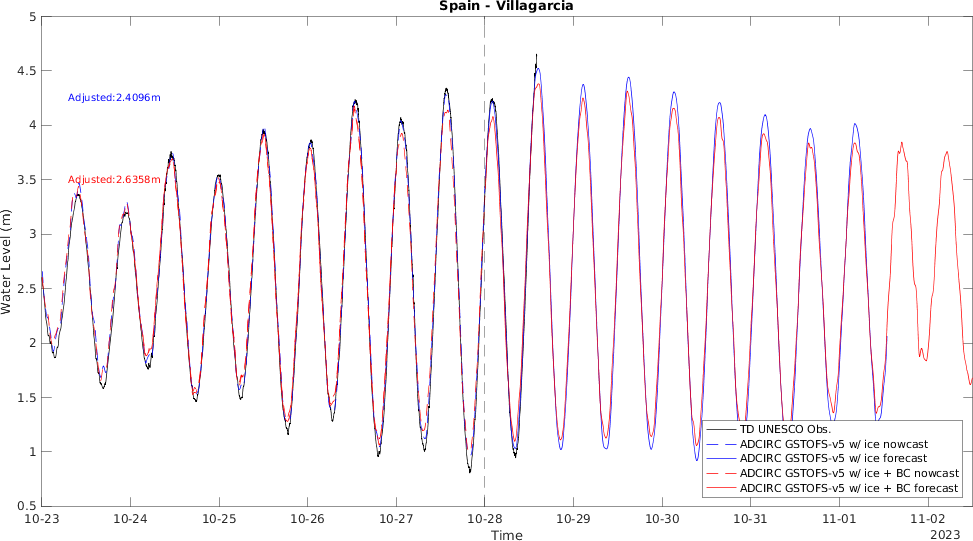 Spain - Villagarcia
5
4.5
4
3.5
3
2.5
2
1.5
1
0.5
Water Level (m)
Adjusted:2.4096m
Adjusted:2.6358m
TD UNESCO Obs.
ADCIRC GSTOFS-v5 w/ ice nowcast
ADCIRC GSTOFS-v5 w/ ice forecast
ADCIRC GSTOFS-v5 w/ ice + BC nowcast
ADCIRC GSTOFS-v5 w/ ice + BC forecast
10-23 10-24 10-25 10-26 10-27 10-28 10-29 10-30 10-31 11-01 11-02
2023
Time